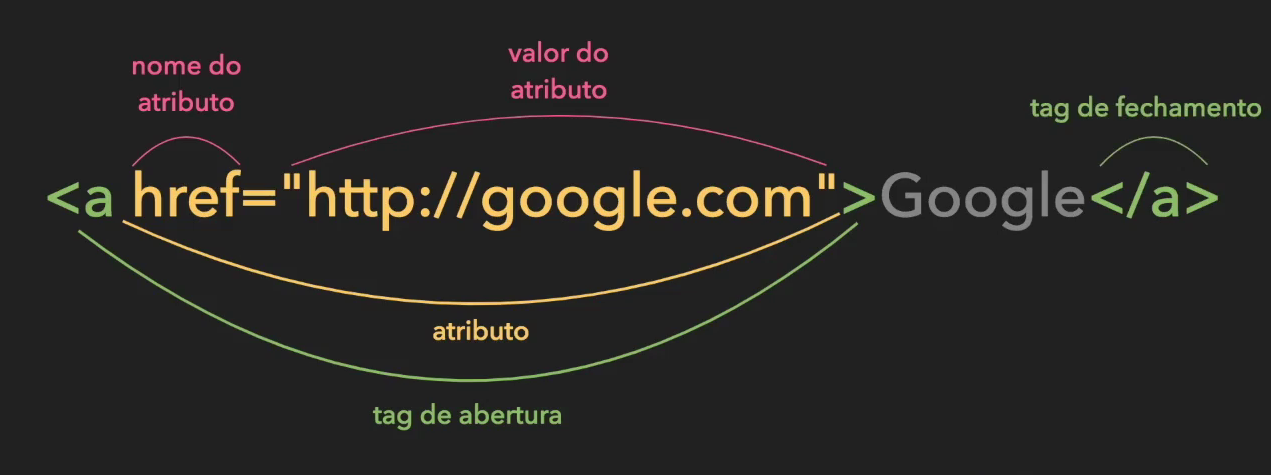 nome do
atributo
valor do
atributo
tag de fechamento
<a href="http://google.com">Google</a>
atributo
tag de abertura